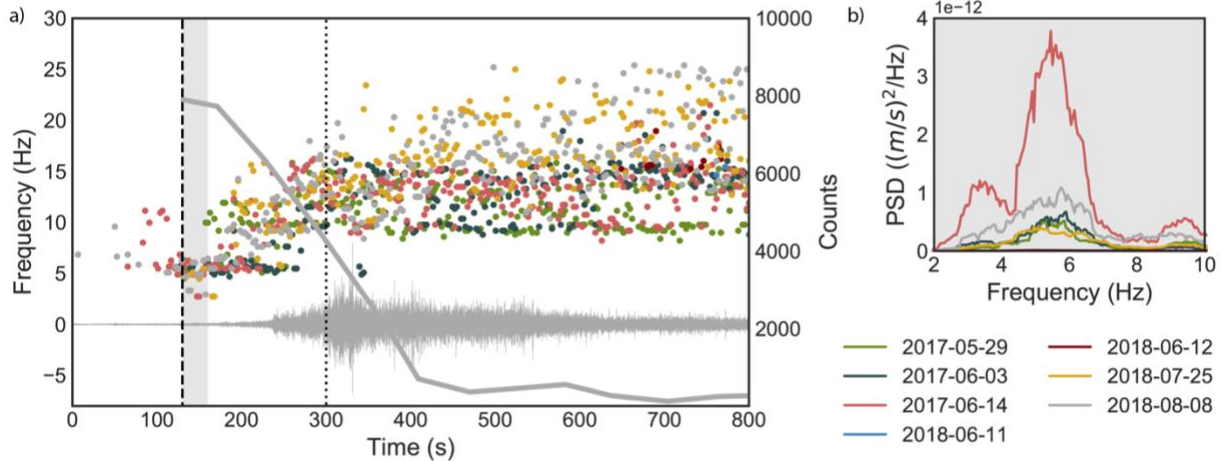 a)
30
25
20
15
10
5
0
−5
Frequency (Hz)
0 100 200 300 400 500 600 700 800
Time (s)
10000
8000
6000
4000
2000
Counts
b)
1e−12
4
3
2
1
0
PSD ((m/s)²/Hz)
2 4 6 8 10
Frequency (Hz)
2017-05-29
2017-06-03
2017-06-14
2018-06-11
2018-06-12
2018-07-25
2018-08-08